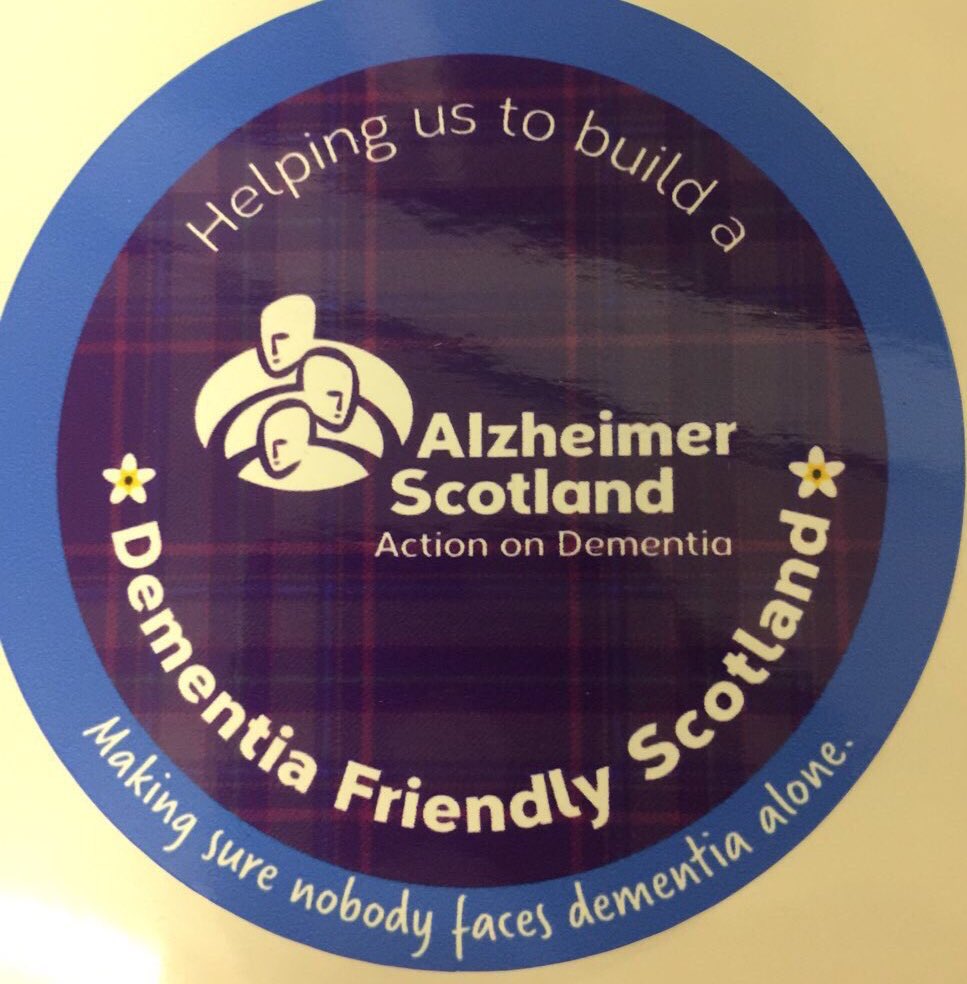 Helping us to build a
Alzheimer
Scotland
Action on Dementia
Dementia Friendly Scotland
Making sure nobody faces dementia alone.